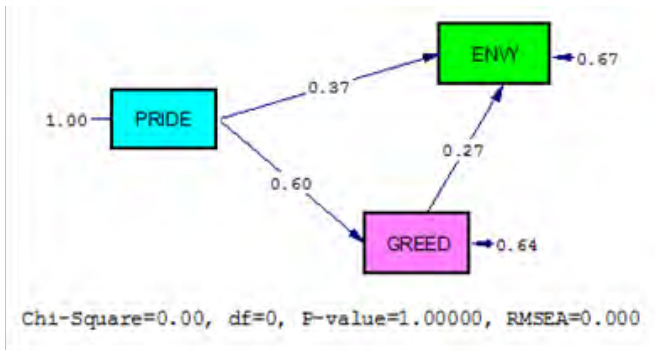 ENVY
0.67
0.37
1.00
PRIDE
0.27
0.60
GREED
0.64
Chi-Square=0.00, df=0, P-value=1.00000, RMSEA=0.000